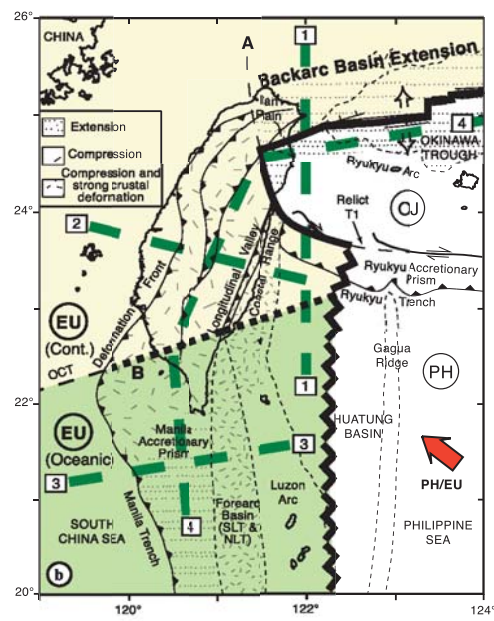 26°
CHINA
A
1
Backarc Basin Extension
Ilan
Plain
Extension
Compression
Compression and
strong crustal
deformation
4
OKINAWA
TROUGH
Ryukyu Arc
24°
2
Relict
T1
OJ
Deformation Front
Longitudinal Valley
Coastal Range
Ryukyu Accretionary
Prism
Ryukyu Trench
EU
(Cont.)
OCT
B
Gagua
Ridge
PH
1
22°
EU
(Oceanic)
Manila
Accretionary
Prism
3
HUATUNG
BASIN
3
PH/EU
Luzon
Arc
Manila Trench
Forearc
Basin
(SLT &
NLT)
4
SOUTH
CHINA SEA
PHILIPPINE
SEA
b
20°
120°
122°
124°